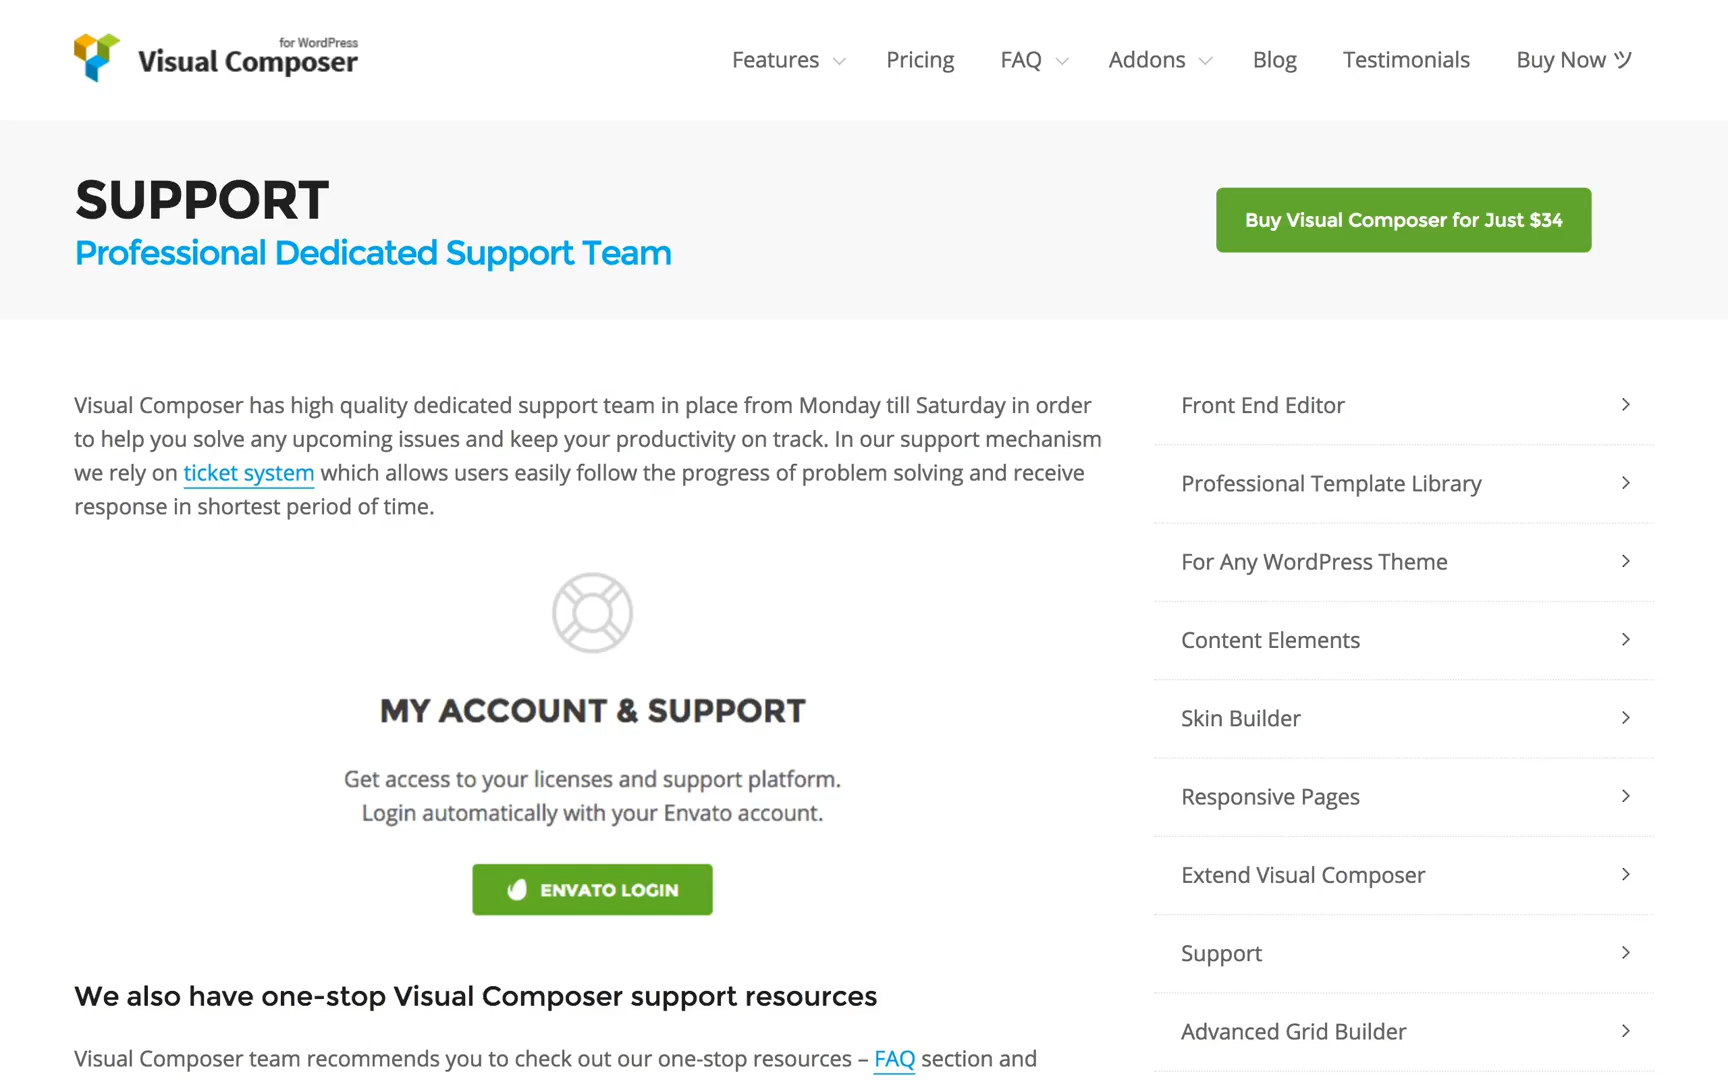 for WordPress
Visual Composer
Features
Pricing
FAQ
Addons
Blog
Testimonials
Buy Now ツ
SUPPORT
Professional Dedicated Support Team
Buy Visual Composer for Just $34
Visual Composer has high quality dedicated support team in place from Monday till Saturday in order
to help you solve any upcoming issues and keep your productivity on track. In our support mechanism
we rely on ticket system which allows users easily follow the progress of problem solving and receive
response in shortest period of time.
MY ACCOUNT & SUPPORT
Get access to your licenses and support platform.
Login automatically with your Envato account.
ENVATO LOGIN
We also have one-stop Visual Composer support resources
Visual Composer team recommends you to check out our one-stop resources – FAQ section and
Front End Editor
Professional Template Library
For Any WordPress Theme
Content Elements
Skin Builder
Responsive Pages
Extend Visual Composer
Support
Advanced Grid Builder